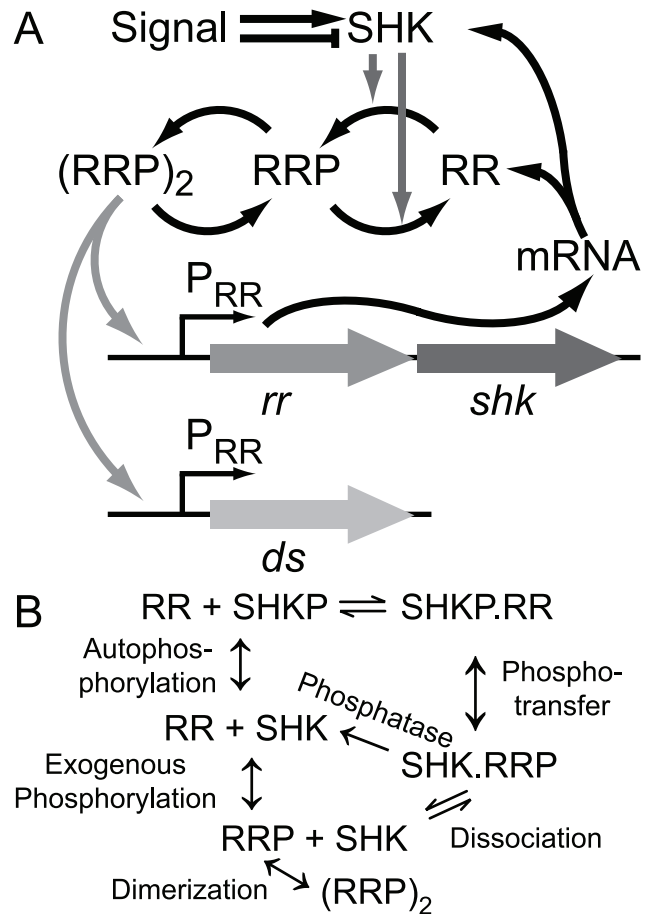 A
Signal SHK
(RRP)2 RRP RR
mRNA
PRR
rr shk
PRR
ds
B
RR + SHKP ⇌ SHKP.RR
Autophos-
phorylation
Phospho-
transfer
Phosphatase
RR + SHK
SHK.RRP
Exogenous
Phosphorylation
RRP + SHK
Dissociation
Dimerization
(RRP)2